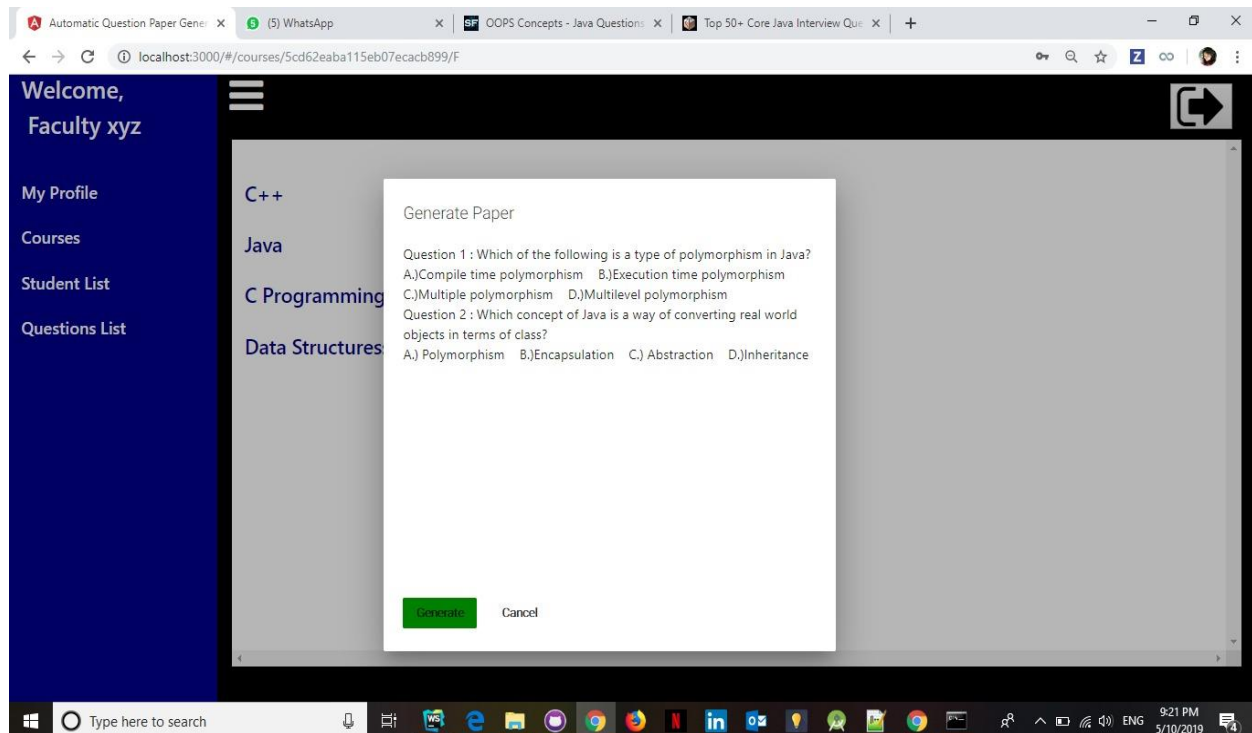 Automatic Question Paper Gener
(5) WhatsApp
OOPS Concepts - Java Questions
Top 50+ Core Java Interview Que
localhost:3000/#/courses/5cd62eaba115eb07ecacb899/F
Welcome,
Faculty xyz
My Profile
Courses
Student List
Questions List
C++
Java
C Programming
Data Structures
Generate Paper
Question 1 : Which of the following is a type of polymorphism in Java?
A.)Compile time polymorphism B.)Execution time polymorphism
C.)Multiple polymorphism D.)Multilevel polymorphism
Question 2 : Which concept of Java is a way of converting real world
objects in terms of class?
A.) Polymorphism B.)Encapsulation C.) Abstraction D.)Inheritance
Generate Cancel
Type here to search
ENG
9:21 PM
5/10/2019